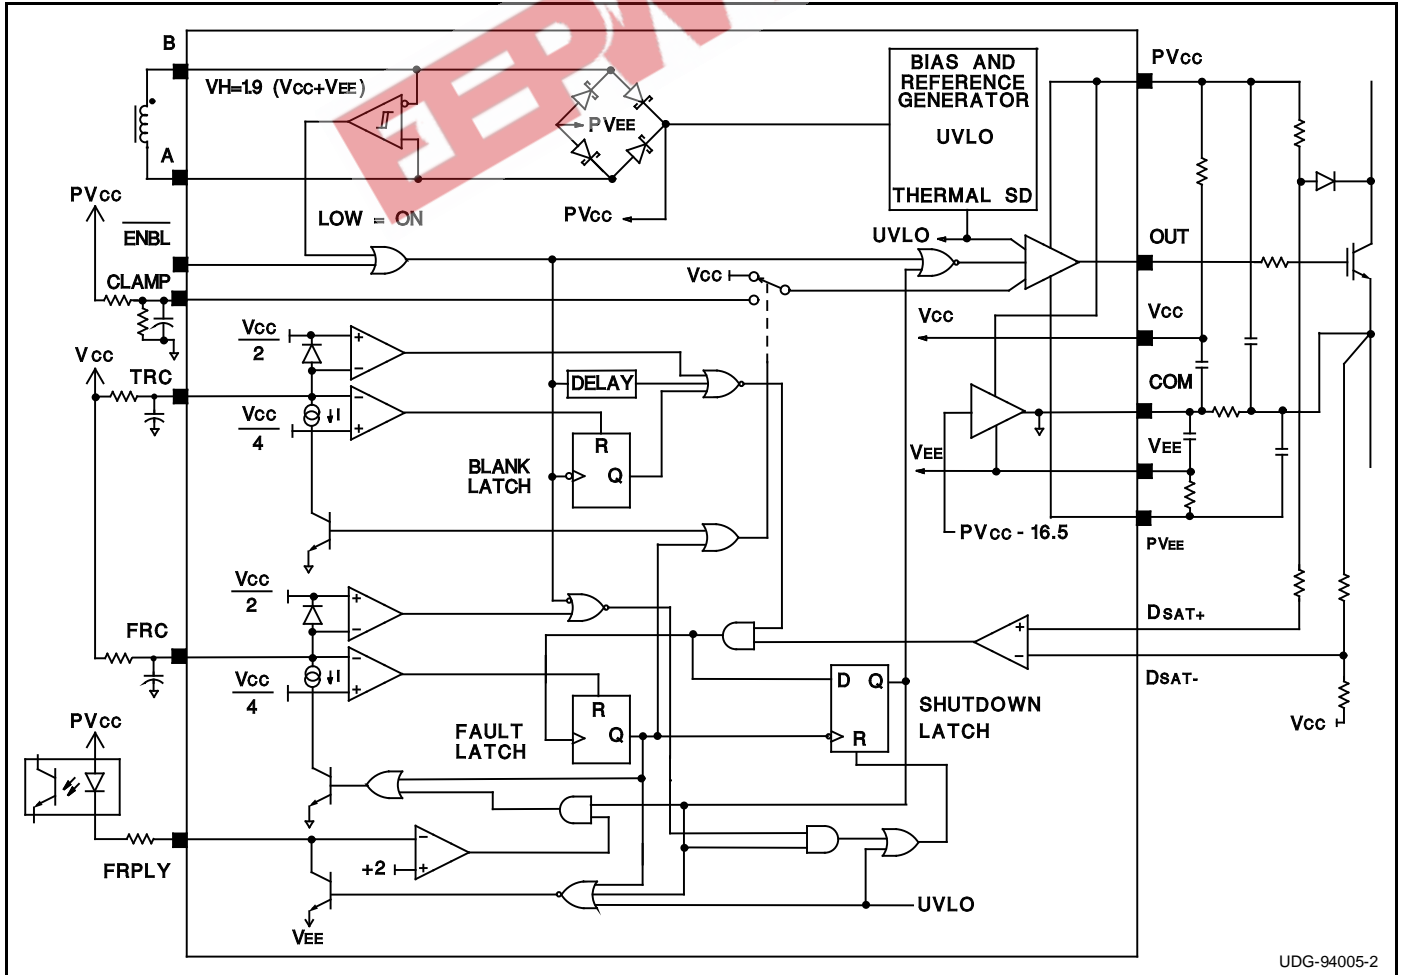 EEPW
B
PVCC
VH=1.9 (VCC+VEE)
BIAS AND
REFERENCE
GENERATOR
UVLO
THERMAL SD
PVEE
A
PVCC
LOW = ON
PVCC
ENBL
UVLO
OUT
CLAMP
VCC
VCC
VCC
VCC
2
VCC
TRC
DELAY
COM
VCC
4
R
Q
BLANK
LATCH
VEE
VEE
PVCC - 16.5
PVEE
VCC
2
DSAT+
FRC
DSAT-
VCC
4
D Q
R
SHUTDOWN
LATCH
VCC
R
Q
FAULT
LATCH
PVCC
FRPLY
+2
UVLO
VEE
I
I
UDG-94005-2